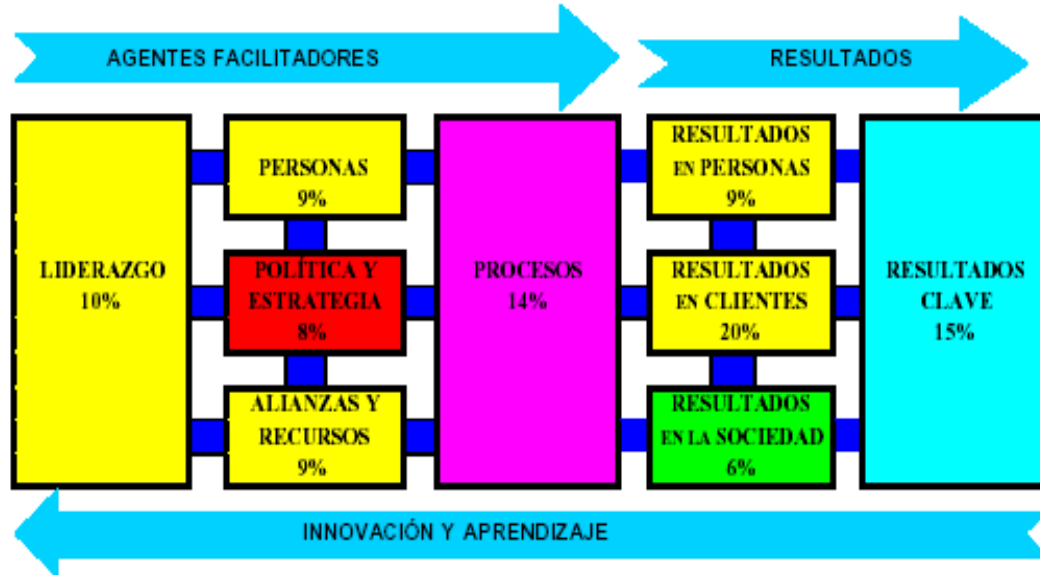 AGENTES FACILITADORES
RESULTADOS
LIDERAZGO
10%
PERSONAS
9%
POLÍTICA Y
ESTRATEGIA
8%
ALIANZAS Y
RECURSOS
9%
PROCESOS
14%
RESULTADOS
EN PERSONAS
9%
RESULTADOS
EN CLIENTES
20%
RESULTADOS
EN LA SOCIEDAD
6%
RESULTADOS
CLAVE
15%
INNOVACIÓN Y APRENDIZAJE